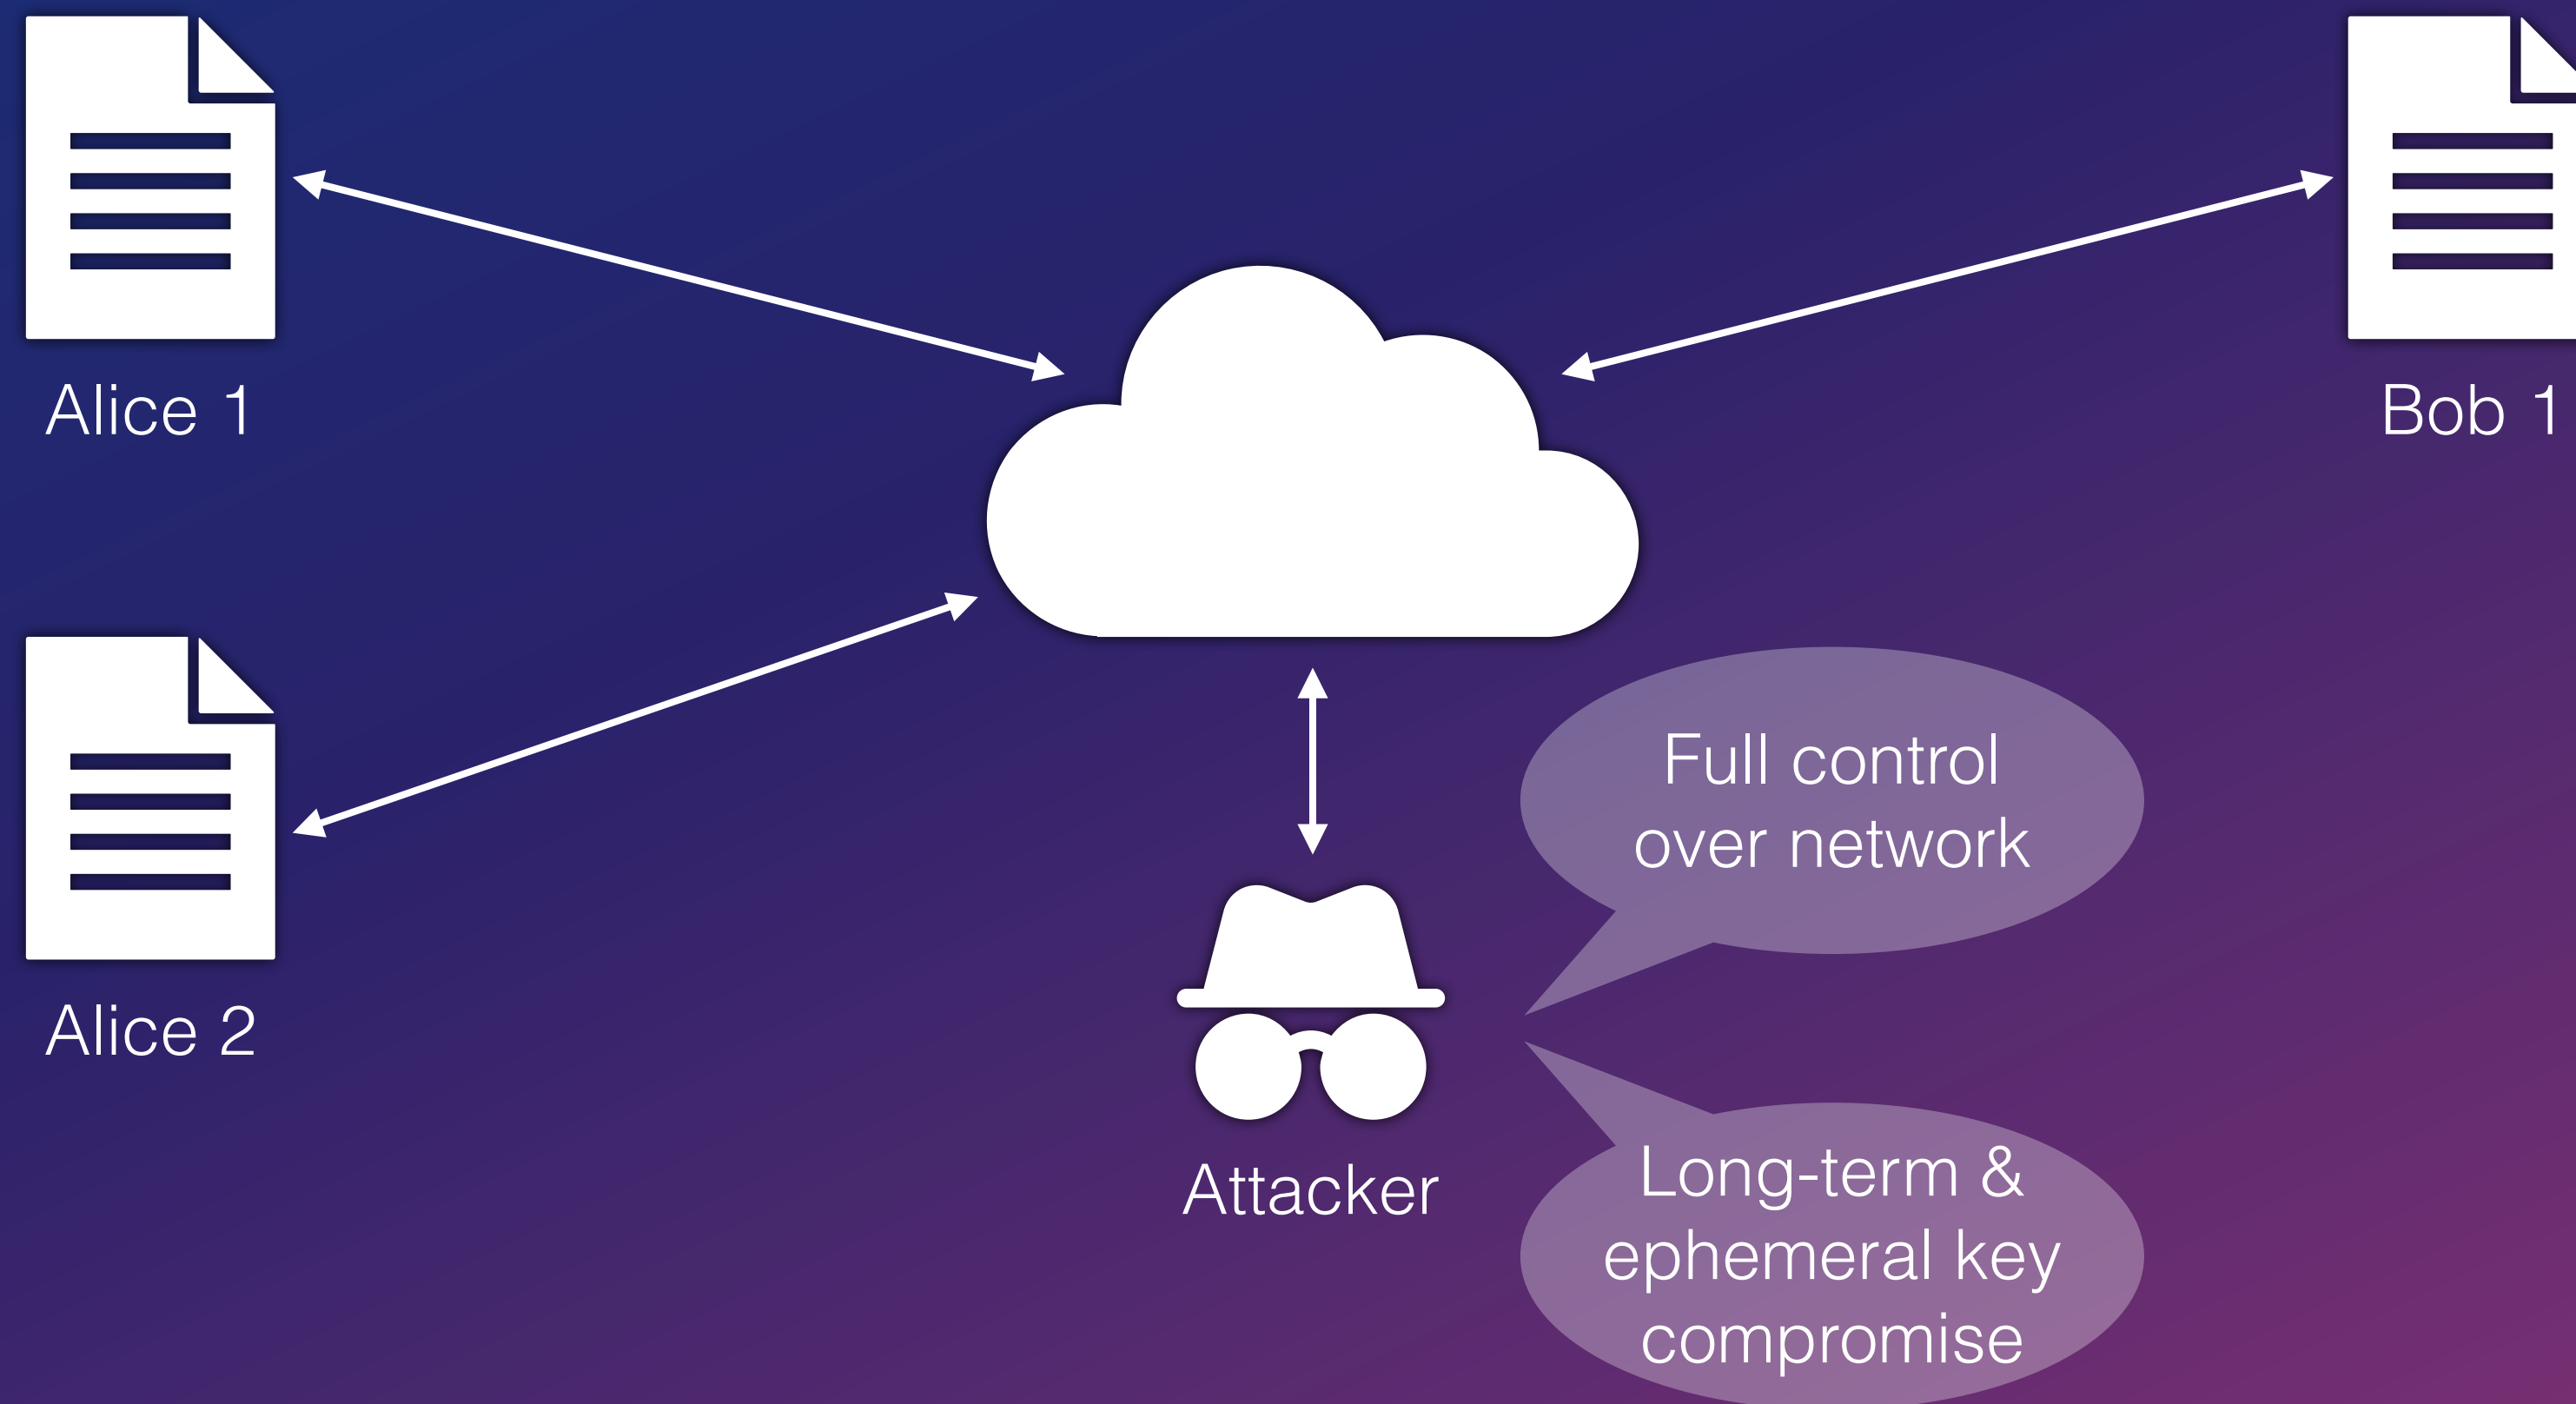 Alice 1
Bob 1
Alice 2
Full control
over network
Attacker
Long-term &
ephemeral key
compromise